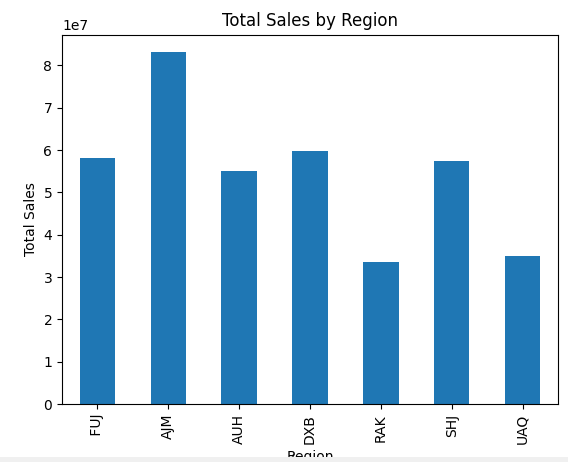 Total Sales by Region
1e7
Total Sales
8
7
6
5
4
3
2
1
0
FUJ
AJM
AUH
DXB
RAK
SHJ
UAQ
Region